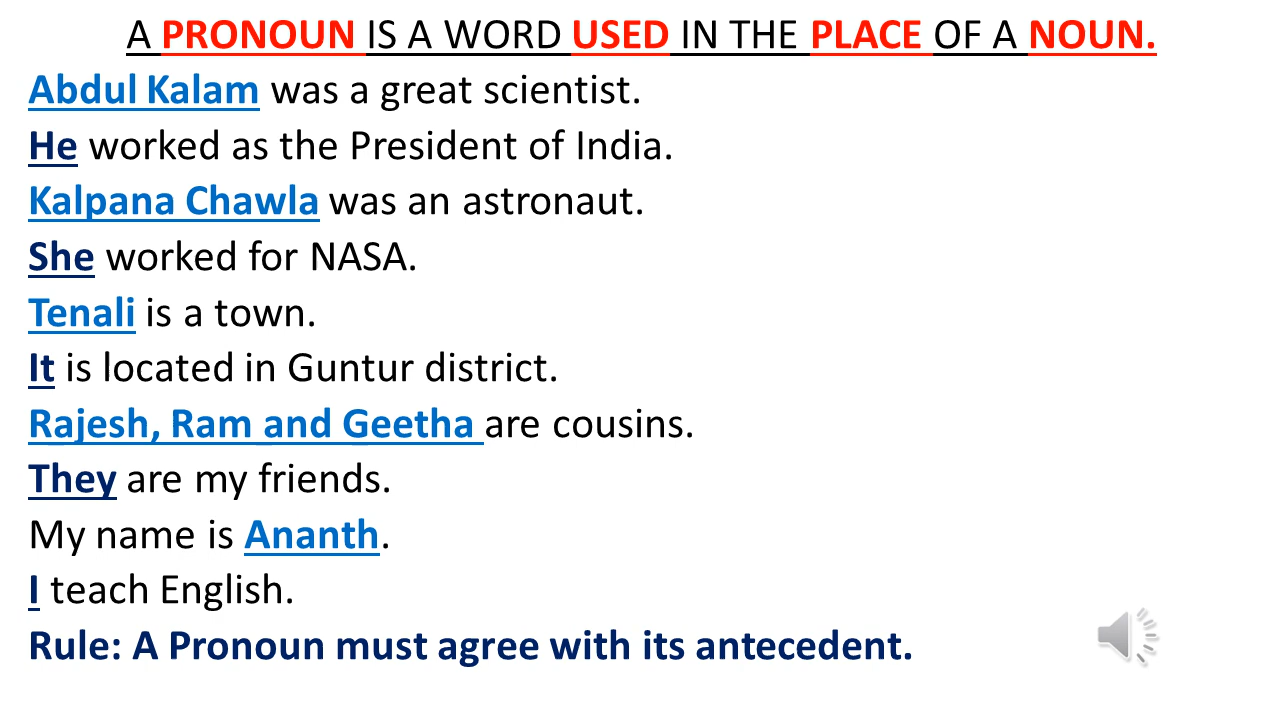 A PRONOUN IS A WORD USED IN THE PLACE OF A NOUN.
Abdul Kalam was a great scientist.
He worked as the President of India.
Kalpana Chawla was an astronaut.
She worked for NASA.
Tenali is a town.
It is located in Guntur district.
Rajesh, Ram and Geetha are cousins.
They are my friends.
My name is Ananth.
I teach English.
Rule: A Pronoun must agree with its antecedent.